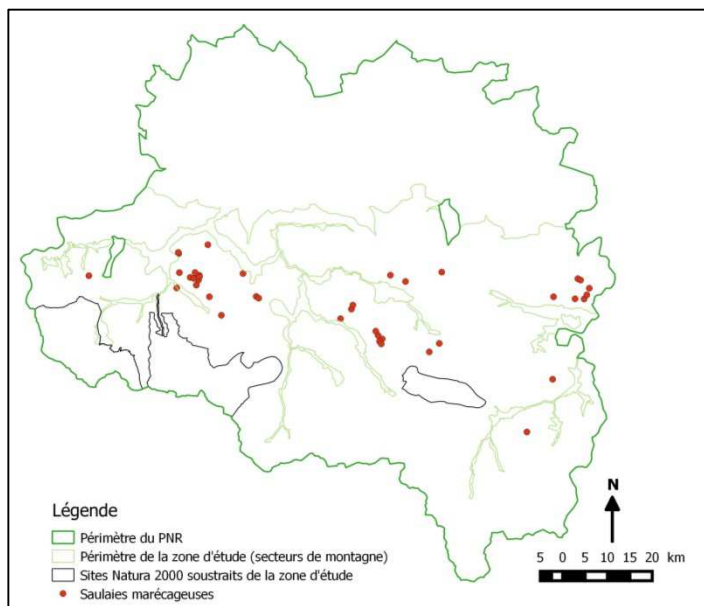 Légende
Périmètre du PNR
Périmètre de la zone d'étude (secteurs de montagne)
Sites Natura 2000 soustraits de la zone d'étude
Saulaies marécageuses
N
5 0 5 10 15 20 km